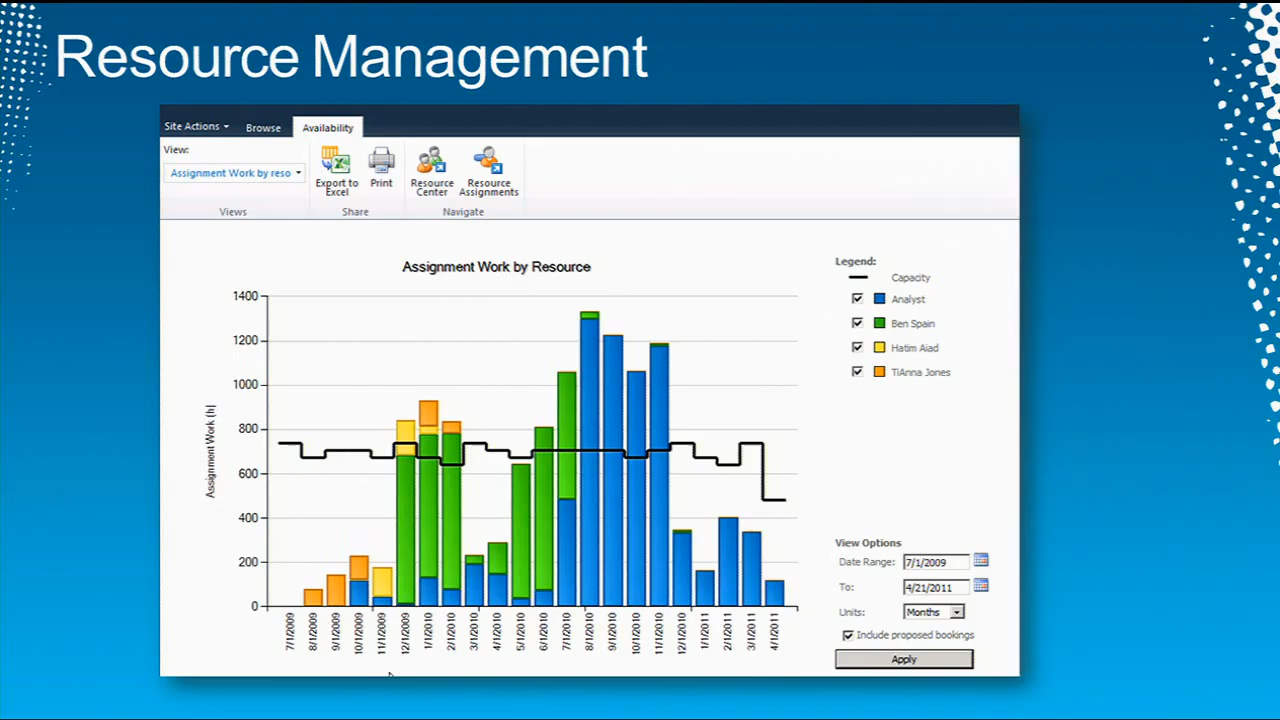 Resource Management
Site Actions Browse Availability
View:
Assignment Work by reso
Export to Excel
Print
Resource Center
Resource Assignments
Views Share Navigate
Assignment Work by Resource
Legend:
Capacity
Analyst
Ben Spain
Hatim Aiad
TiAnna Jones
Assignment Work (h)
1400
1200
1000
800
600
400
200
0
7/1/2009
8/1/2009
9/1/2009
10/1/2009
11/1/2009
12/1/2009
1/1/2010
2/1/2010
3/1/2010
4/1/2010
5/1/2010
6/1/2010
7/1/2010
8/1/2010
9/1/2010
10/1/2010
11/1/2010
12/1/2010
1/1/2011
2/1/2011
3/1/2011
4/1/2011
View Options
Date Range: 7/1/2009
To: 4/21/2011
Units: Months
Include proposed bookings
Apply